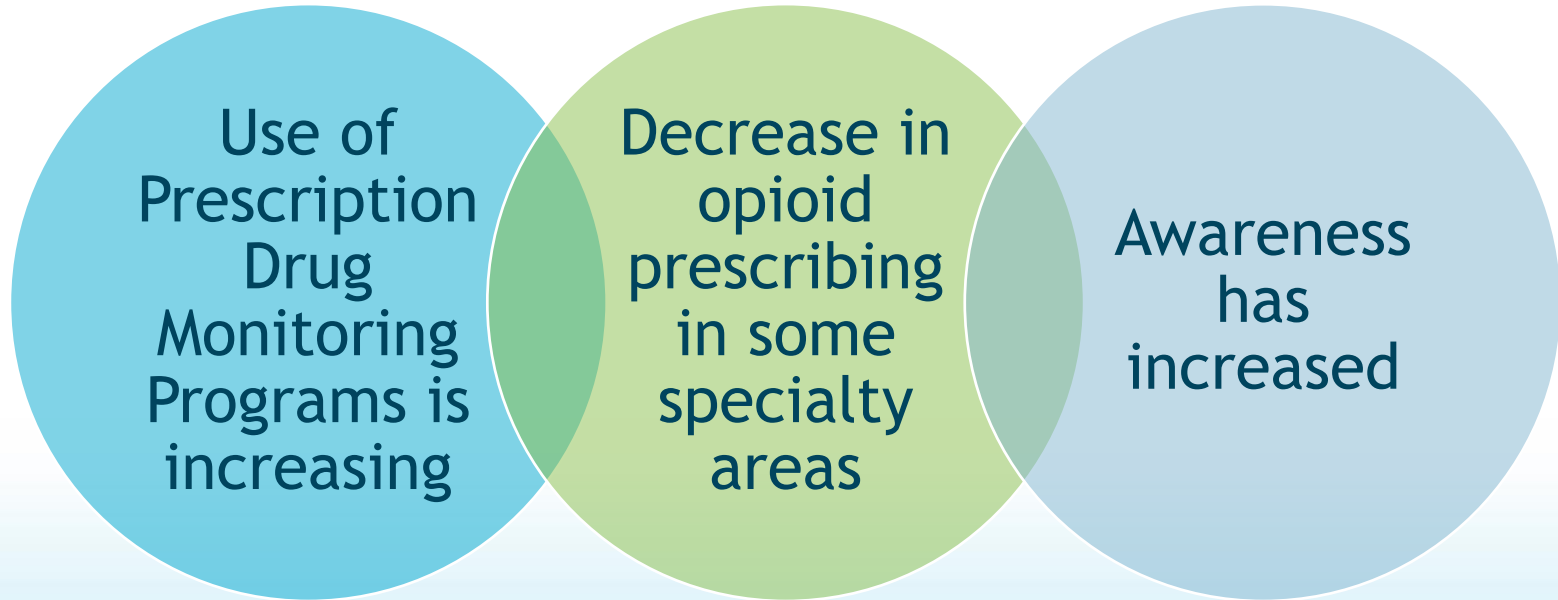 Use of
Prescription
Drug
Monitoring
Programs is
increasing
Decrease in
opioid
prescribing
in some
specialty
areas
Awareness
has
increased